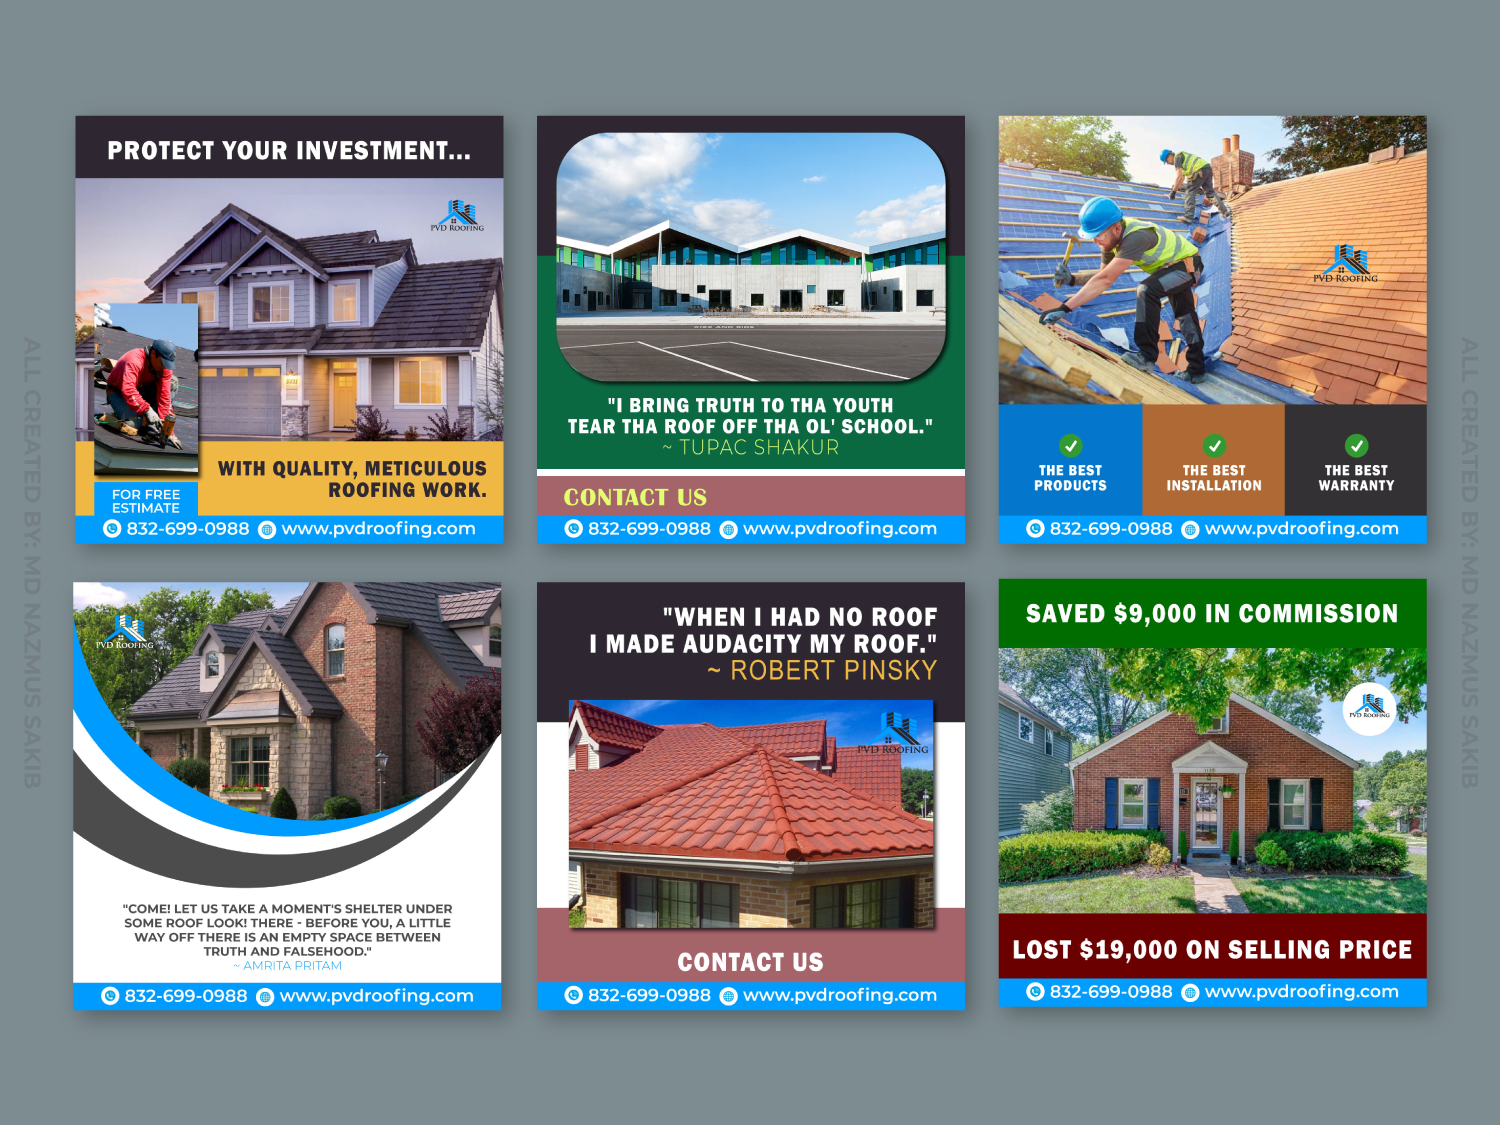 PROTECT YOUR INVESTMENT...
PVD ROOFING
WITH QUALITY, METICULOUS
ROOFING WORK.
FOR FREE
ESTIMATE
832-699-0988 www.pvdroofing.com
"I BRING TRUTH TO THA YOUTH
TEAR THA ROOF OFF THA OL' SCHOOL."
~ TUPAC SHAKUR
CONTACT US
832-699-0988 www.pvdroofing.com
PVD ROOFING
THE BEST
PRODUCTS
THE BEST
INSTALLATION
THE BEST
WARRANTY
832-699-0988 www.pvdroofing.com
PVD ROOFING
"COME! LET US TAKE A MOMENT'S SHELTER UNDER
SOME ROOF LOOK! THERE - BEFORE YOU, A LITTLE
WAY OFF THERE IS AN EMPTY SPACE BETWEEN
TRUTH AND FALSEHOOD."
~ AMRITA PRITAM
832-699-0988 www.pvdroofing.com
"WHEN I HAD NO ROOF
I MADE AUDACITY MY ROOF."
~ ROBERT PINSKY
PVD ROOFING
CONTACT US
832-699-0988 www.pvdroofing.com
SAVED $9,000 IN COMMISSION
PVD ROOFING
LOST $19,000 ON SELLING PRICE
832-699-0988 www.pvdroofing.com
ALL CREATED BY: MD NAZMUS SAKIB
ALL CREATED BY: MD NAZMUS SAKIB